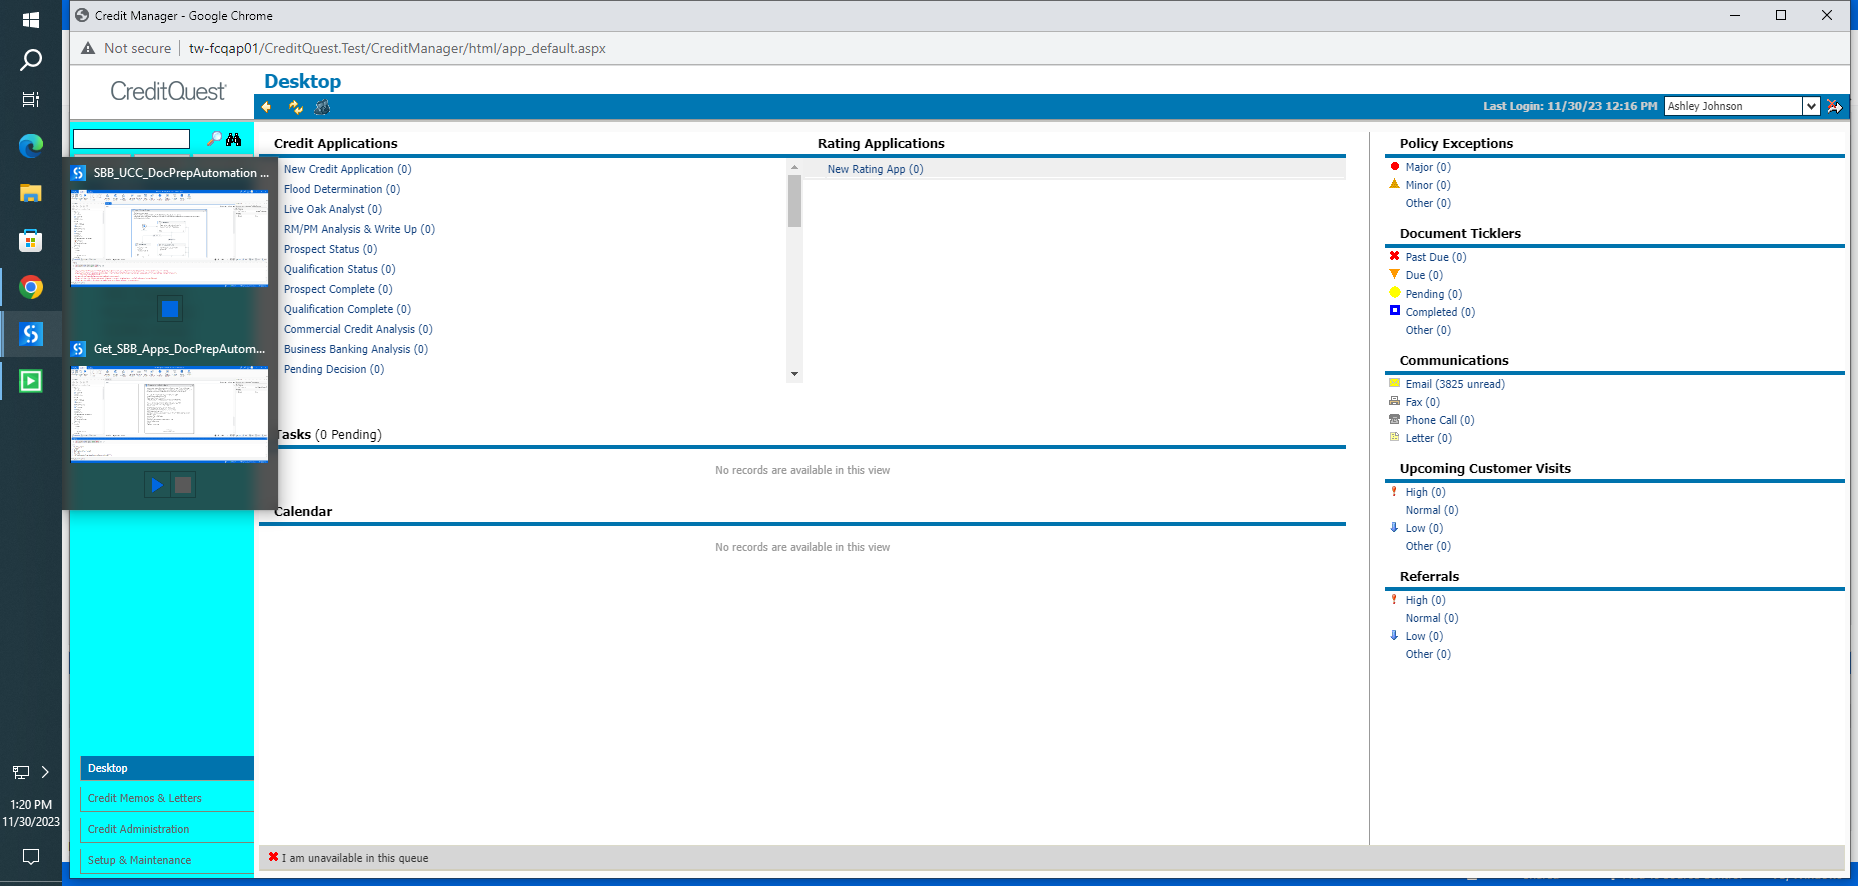 Credit Manager - Google Chrome
Not secure
tw-fcqap01/CreditQuest.Test/CreditManager/html/app_default.aspx
CreditQuest
Desktop
Last Login: 11/30/23 12:16 PM
Ashley Johnson
Credit Applications
New Credit Application (0)
Flood Determination (0)
Live Oak Analyst (0)
RM/PM Analysis & Write Up (0)
Prospect Status (0)
Qualification Status (0)
Prospect Complete (0)
Qualification Complete (0)
Commercial Credit Analysis (0)
Business Banking Analysis (0)
Pending Decision (0)
Rating Applications
New Rating App (0)
Tasks (0 Pending)
No records are available in this view
Calendar
No records are available in this view
Policy Exceptions
Major (0)
Minor (0)
Other (0)
Document Ticklers
Past Due (0)
Due (0)
Pending (0)
Completed (0)
Other (0)
Communications
Email (3825 unread)
Fax (0)
Phone Call (0)
Letter (0)
Upcoming Customer Visits
High (0)
Normal (0)
Low (0)
Other (0)
Referrals
High (0)
Normal (0)
Low (0)
Other (0)
SBB_UCC_DocPrepAutomation ...
Get_SBB_Apps_DocPrepAutom...
Desktop
Credit Memos & Letters
Credit Administration
Setup & Maintenance
I am unavailable in this queue
1:20 PM
11/30/2023